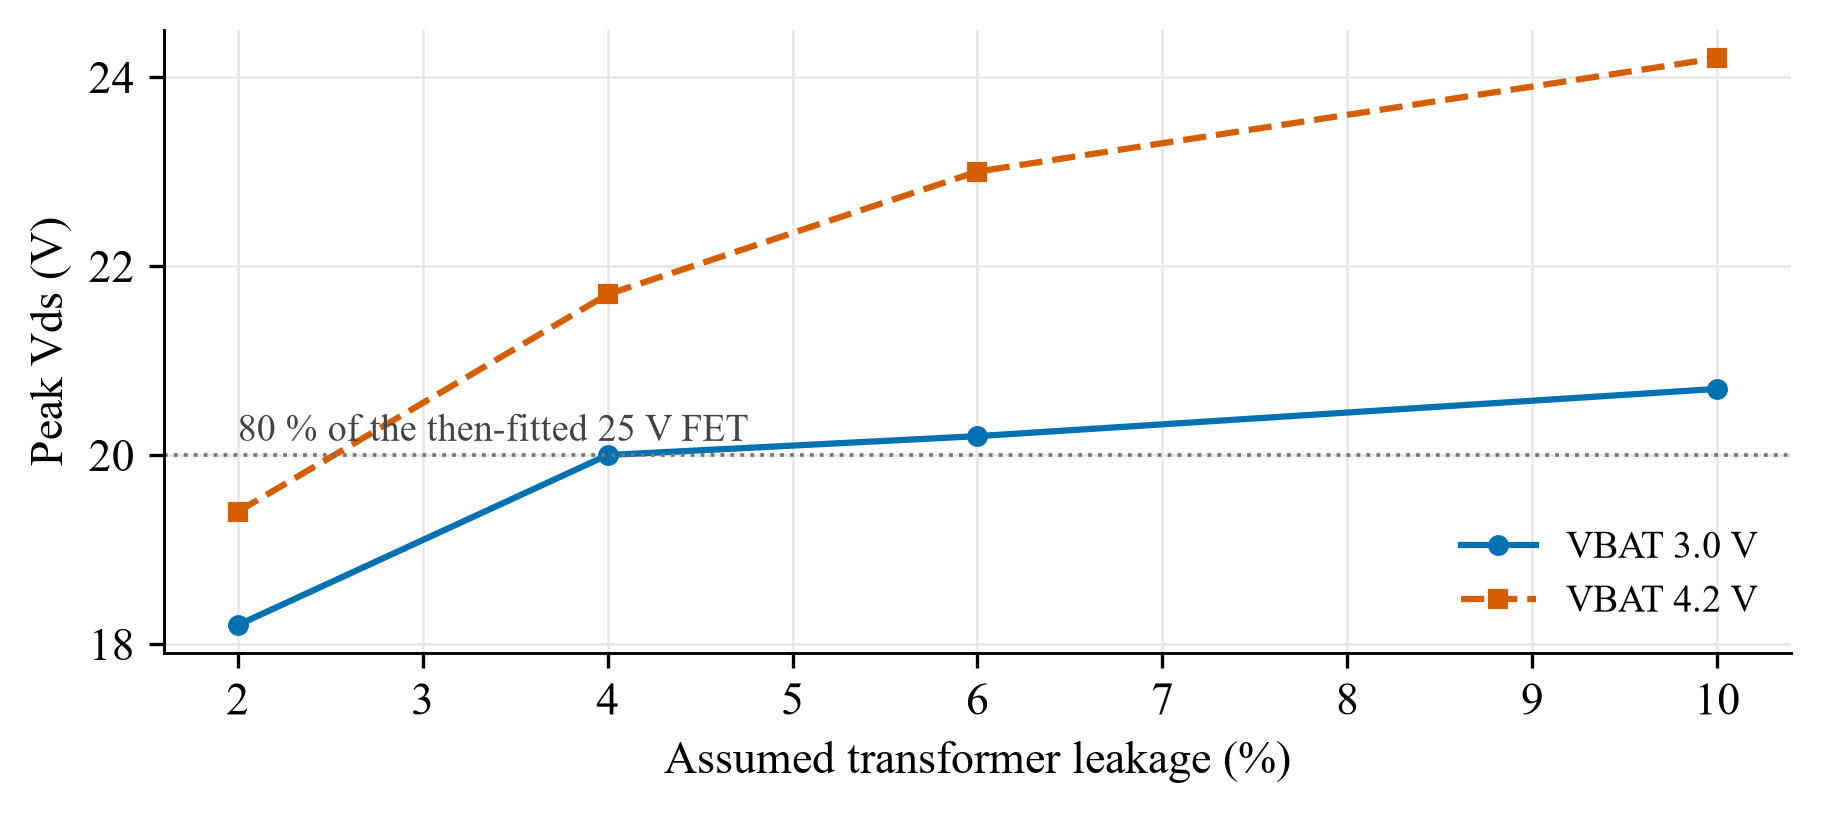 Peak Vds (V)
24
22
20
18
80 % of the then-fitted 25 V FET
VBAT 3.0 V
VBAT 4.2 V
2 3 4 5 6 7 8 9 10
Assumed transformer leakage (%)